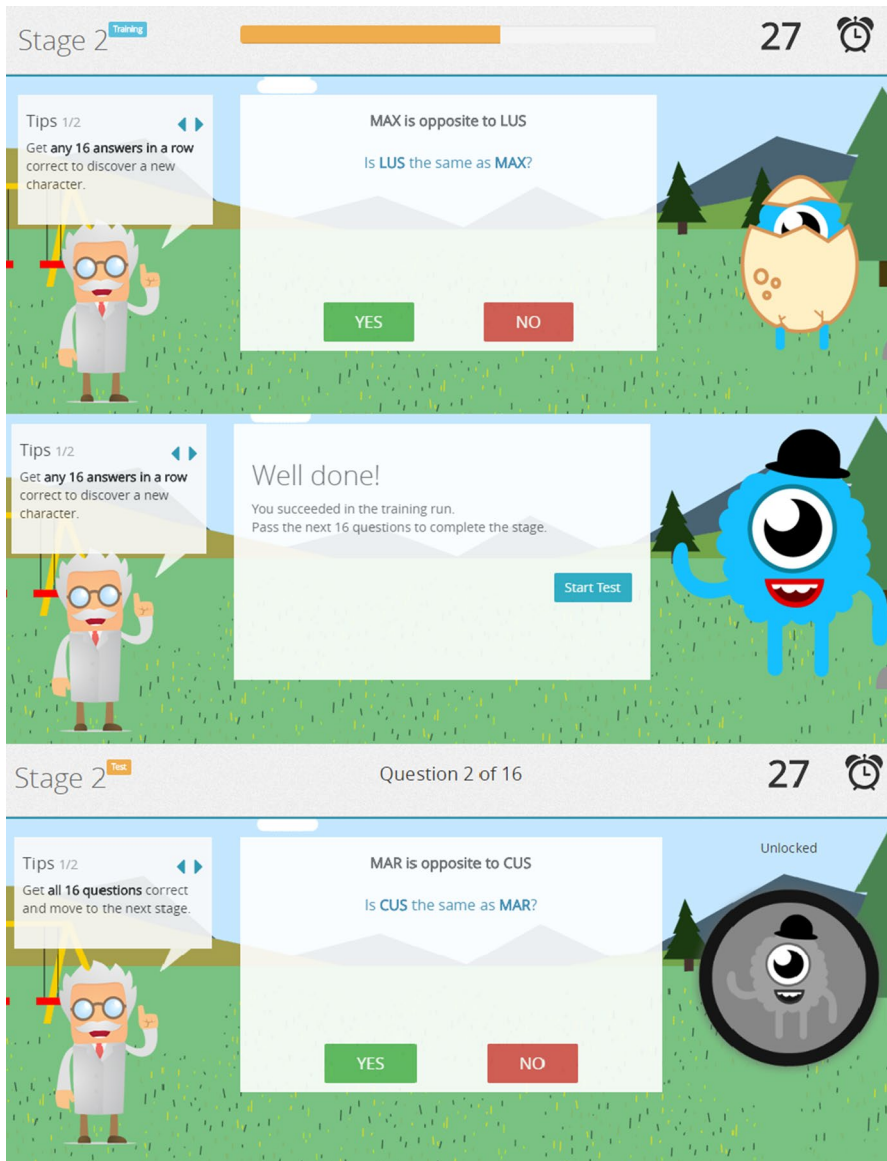 Stage 2 Training
27
Tips 1/2
Get any 16 answers in a row
correct to discover a new
character.
MAX is opposite to LUS
Is LUS the same as MAX?
YES
NO
Tips 1/2
Get any 16 answers in a row
correct to discover a new
character.
Well done!
You succeeded in the training run.
Pass the next 16 questions to complete the stage.
Start Test
Stage 2 Test
Question 2 of 16
27
Tips 1/2
Get all 16 questions correct
and move to the next stage.
MAR is opposite to CUS
Is CUS the same as MAR?
YES
NO
Unlocked